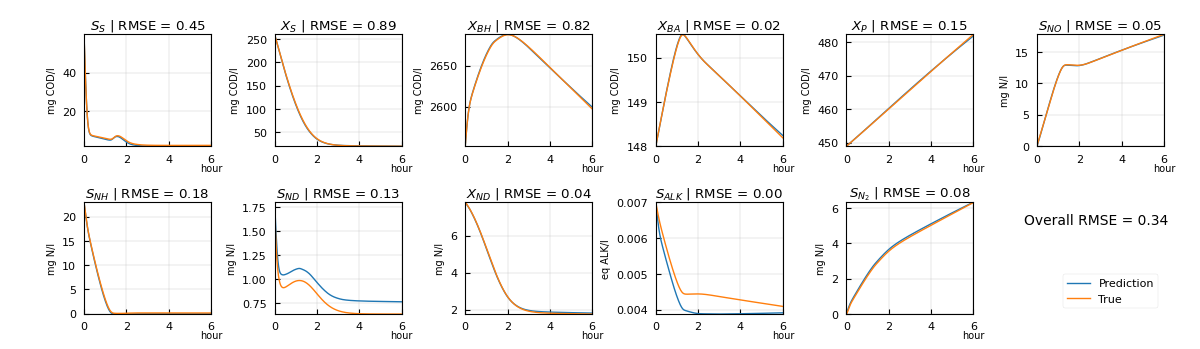 S_S | RMSE = 0.45
X_S | RMSE = 0.89
X_BH | RMSE = 0.82
X_BA | RMSE = 0.02
X_P | RMSE = 0.15
S_NO | RMSE = 0.05
mg COD/l
40
20
0 2 4 6
hour
mg COD/l
250
200
150
100
50
0 2 4 6
hour
mg COD/l
2650
2600
0 2 4 6
hour
mg COD/l
150
149
148
0 2 4 6
hour
mg COD/l
480
470
460
450
0 2 4 6
hour
mg N/l
15
10
5
0
0 2 4 6
hour
S_NH | RMSE = 0.18
S_ND | RMSE = 0.13
X_ND | RMSE = 0.04
S_ALK | RMSE = 0.00
S_N2 | RMSE = 0.08
mg N/l
20
15
10
5
0
0 2 4 6
hour
mg N/l
1.75
1.50
1.25
1.00
0.75
0 2 4 6
hour
mg N/l
6
4
2
0 2 4 6
hour
eq ALK/l
0.007
0.006
0.005
0.004
0 2 4 6
hour
mg N/l
6
4
2
0
0 2 4 6
hour
Overall RMSE = 0.34
Prediction
True